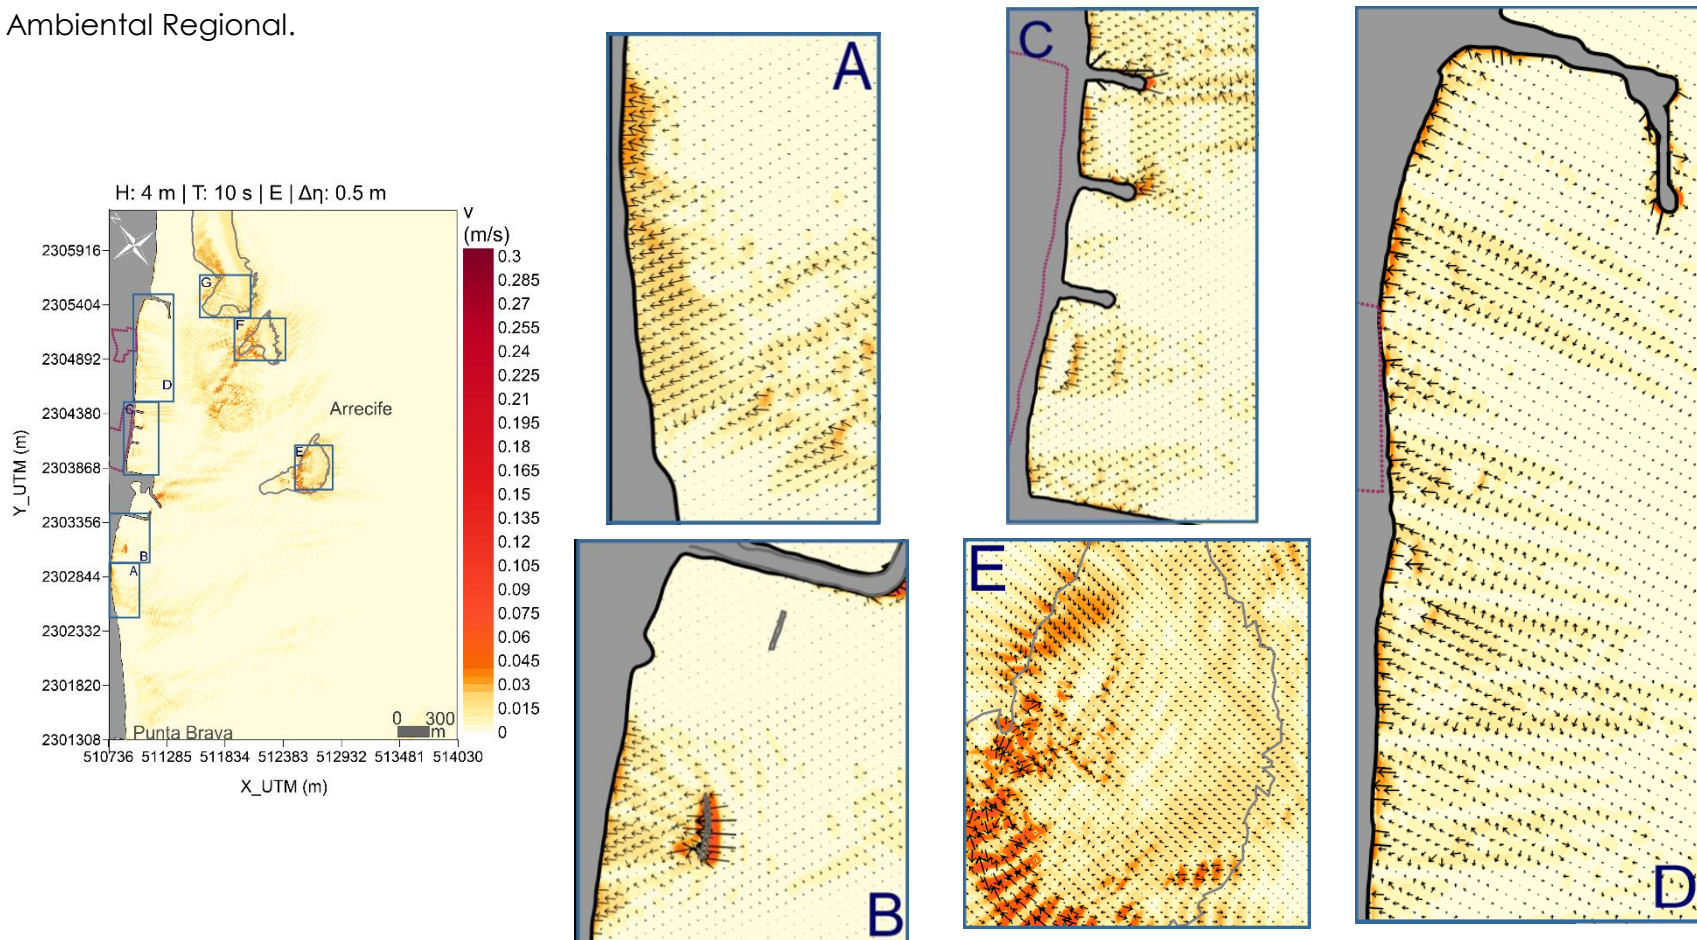 Ambiental Regional.
H: 4 m | T: 10 s | E | Δη: 0.5 m
v
(m/s)
0.3
0.285
0.27
0.255
0.24
0.225
0.21
0.195
0.18
0.165
0.15
0.135
0.12
0.105
0.09
0.075
0.06
0.045
0.03
0.015
0
N
Y_UTM (m)
2305916
2305404
2304892
2304380
2303868
2303356
2302844
2302332
2301820
2301308
G
F
D
C
Arrecife
E
B
A
Punta Brava
0 300
m
510736 511285 511834 512383 512932 513481 514030
X_UTM (m)
A
B
C
E
D